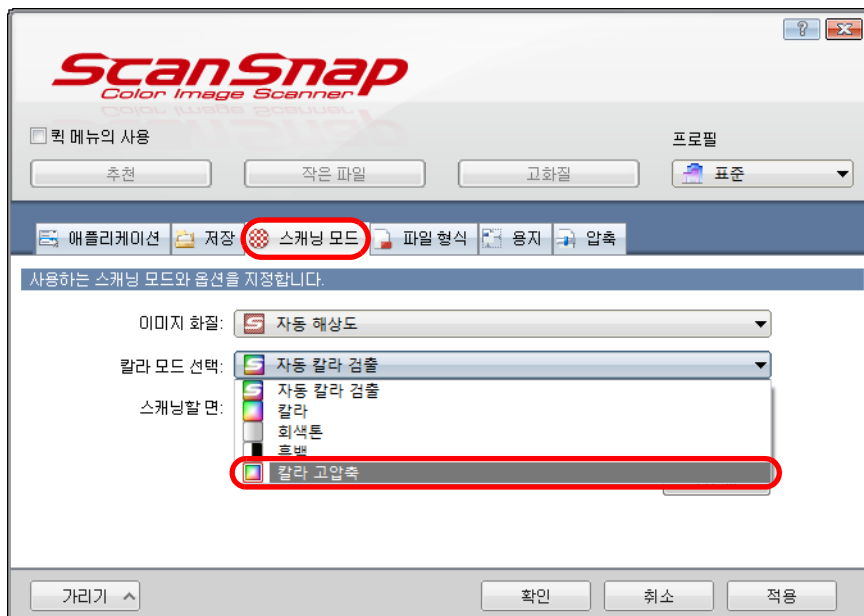 ScanSnap
Color Image Scanner
퀵 메뉴의 사용
프로필
추천
작은 파일
고화질
표준
애플리케이션
저장
스캐닝 모드
파일 형식
용지
압축
사용하는 스캐닝 모드와 옵션을 지정합니다.
이미지 화질:
자동 해상도
칼라 모드 선택:
자동 칼라 검출
자동 칼라 검출
스캐닝할 면:
칼라
회색톤
흑백
칼라 고압축
가리기
확인
취소
적용